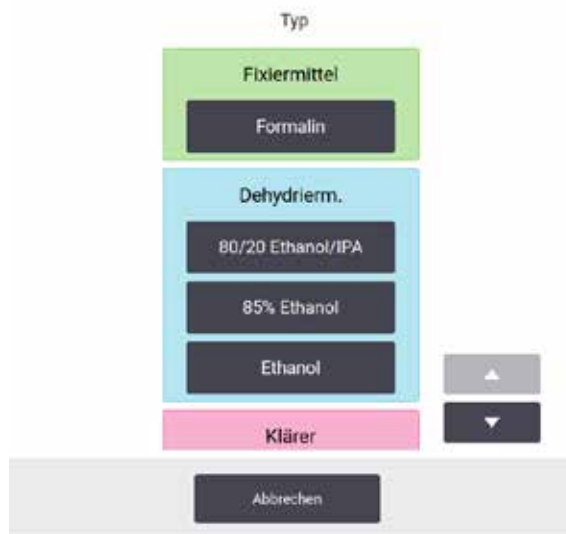 Typ
Fixiermittel
Formalin
Dehydrierm.
80/20 Ethanol/IPA
85% Ethanol
Ethanol
Klärer
Abbrechen